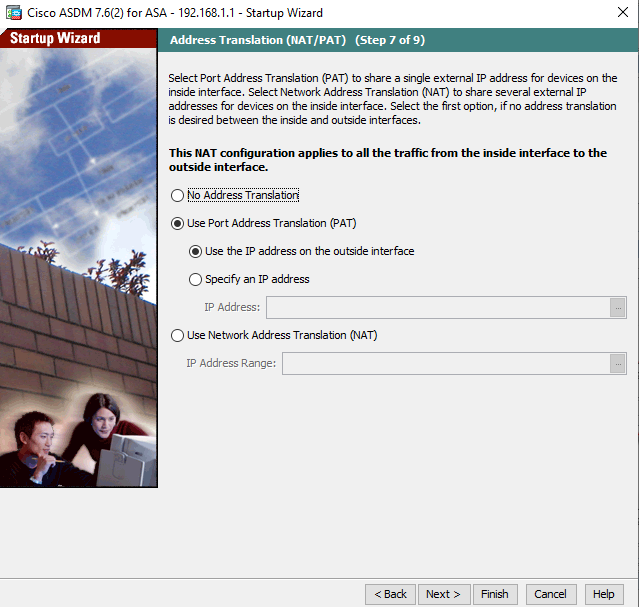 Cisco ASDM 7.6(2) for ASA - 192.168.1.1 - Startup Wizard
Startup Wizard
Address Translation (NAT/PAT) (Step 7 of 9)
Select Port Address Translation (PAT) to share a single external IP address for devices on the
inside interface. Select Network Address Translation (NAT) to share several external IP
addresses for devices on the inside interface. Select the first option, if no address translation
is desired between the inside and outside interfaces.
This NAT configuration applies to all the traffic from the inside interface to the
outside interface.
No Address Translation
Use Port Address Translation (PAT)
Use the IP address on the outside interface
Specify an IP address
IP Address:
...
Use Network Address Translation (NAT)
IP Address Range:
...
< Back
Next >
Finish
Cancel
Help